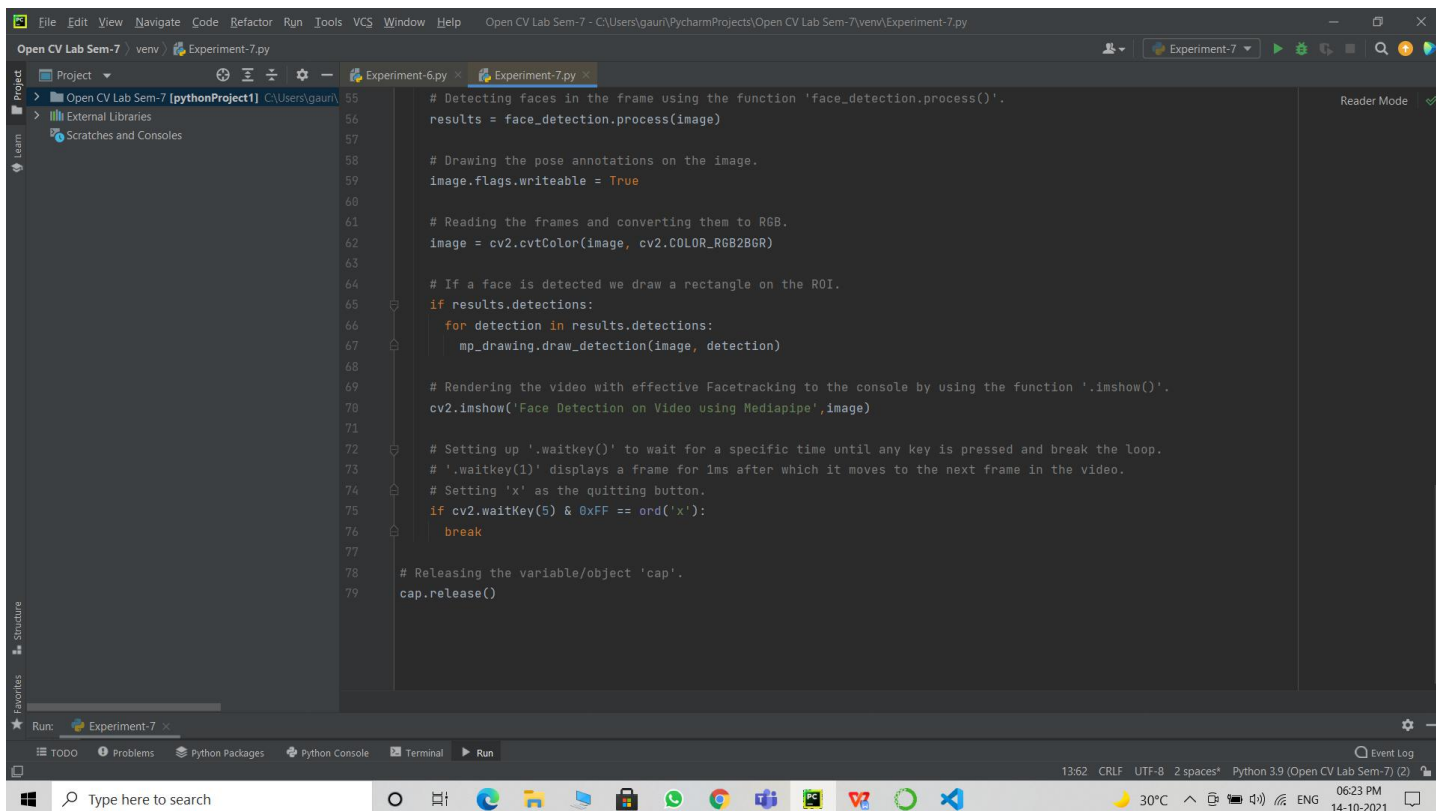 File Edit View Navigate Code Refactor Run Tools VCS Window Help Open CV Lab Sem-7 - C:\Users\gauri\PycharmProjects\Open CV Lab Sem-7\venv\Experiment-7.py
Open CV Lab Sem-7 venv Experiment-7.py Experiment-7
Project Experiment-6.py Experiment-7.py
Project
Learn
Structure
Favorites
Open CV Lab Sem-7 [pythonProject1] C:\Users\gauri\
External Libraries
Scratches and Consoles
Reader Mode
55 # Detecting faces in the frame using the function 'face_detection.process()'.
56 results = face_detection.process(image)
57
58 # Drawing the pose annotations on the image.
59 image.flags.writeable = True
60
61 # Reading the frames and converting them to RGB.
62 image = cv2.cvtColor(image, cv2.COLOR_RGB2BGR)
63
64 # If a face is detected we draw a rectangle on the ROI.
65 if results.detections:
66 for detection in results.detections:
67 mp_drawing.draw_detection(image, detection)
68
69 # Rendering the video with effective Facetracking to the console by using the function '.imshow()'.
70 cv2.imshow('Face Detection on Video using Mediapipe',image)
71
72 # Setting up '.waitkey()' to wait for a specific time until any key is pressed and break the loop.
73 # '.waitkey(1)' displays a frame for 1ms after which it moves to the next frame in the video.
74 # Setting 'x' as the quitting button.
75 if cv2.waitKey(5) & 0xFF == ord('x'):
76 break
77
78 # Releasing the variable/object 'cap'.
79 cap.release()
Run: Experiment-7
TODO Problems Python Packages Python Console Terminal Run Event Log
13:62 CRLF UTF-8 2 spaces* Python 3.9 (Open CV Lab Sem-7) (2)
Type here to search 30°C ENG 06:23 PM
14-10-2021